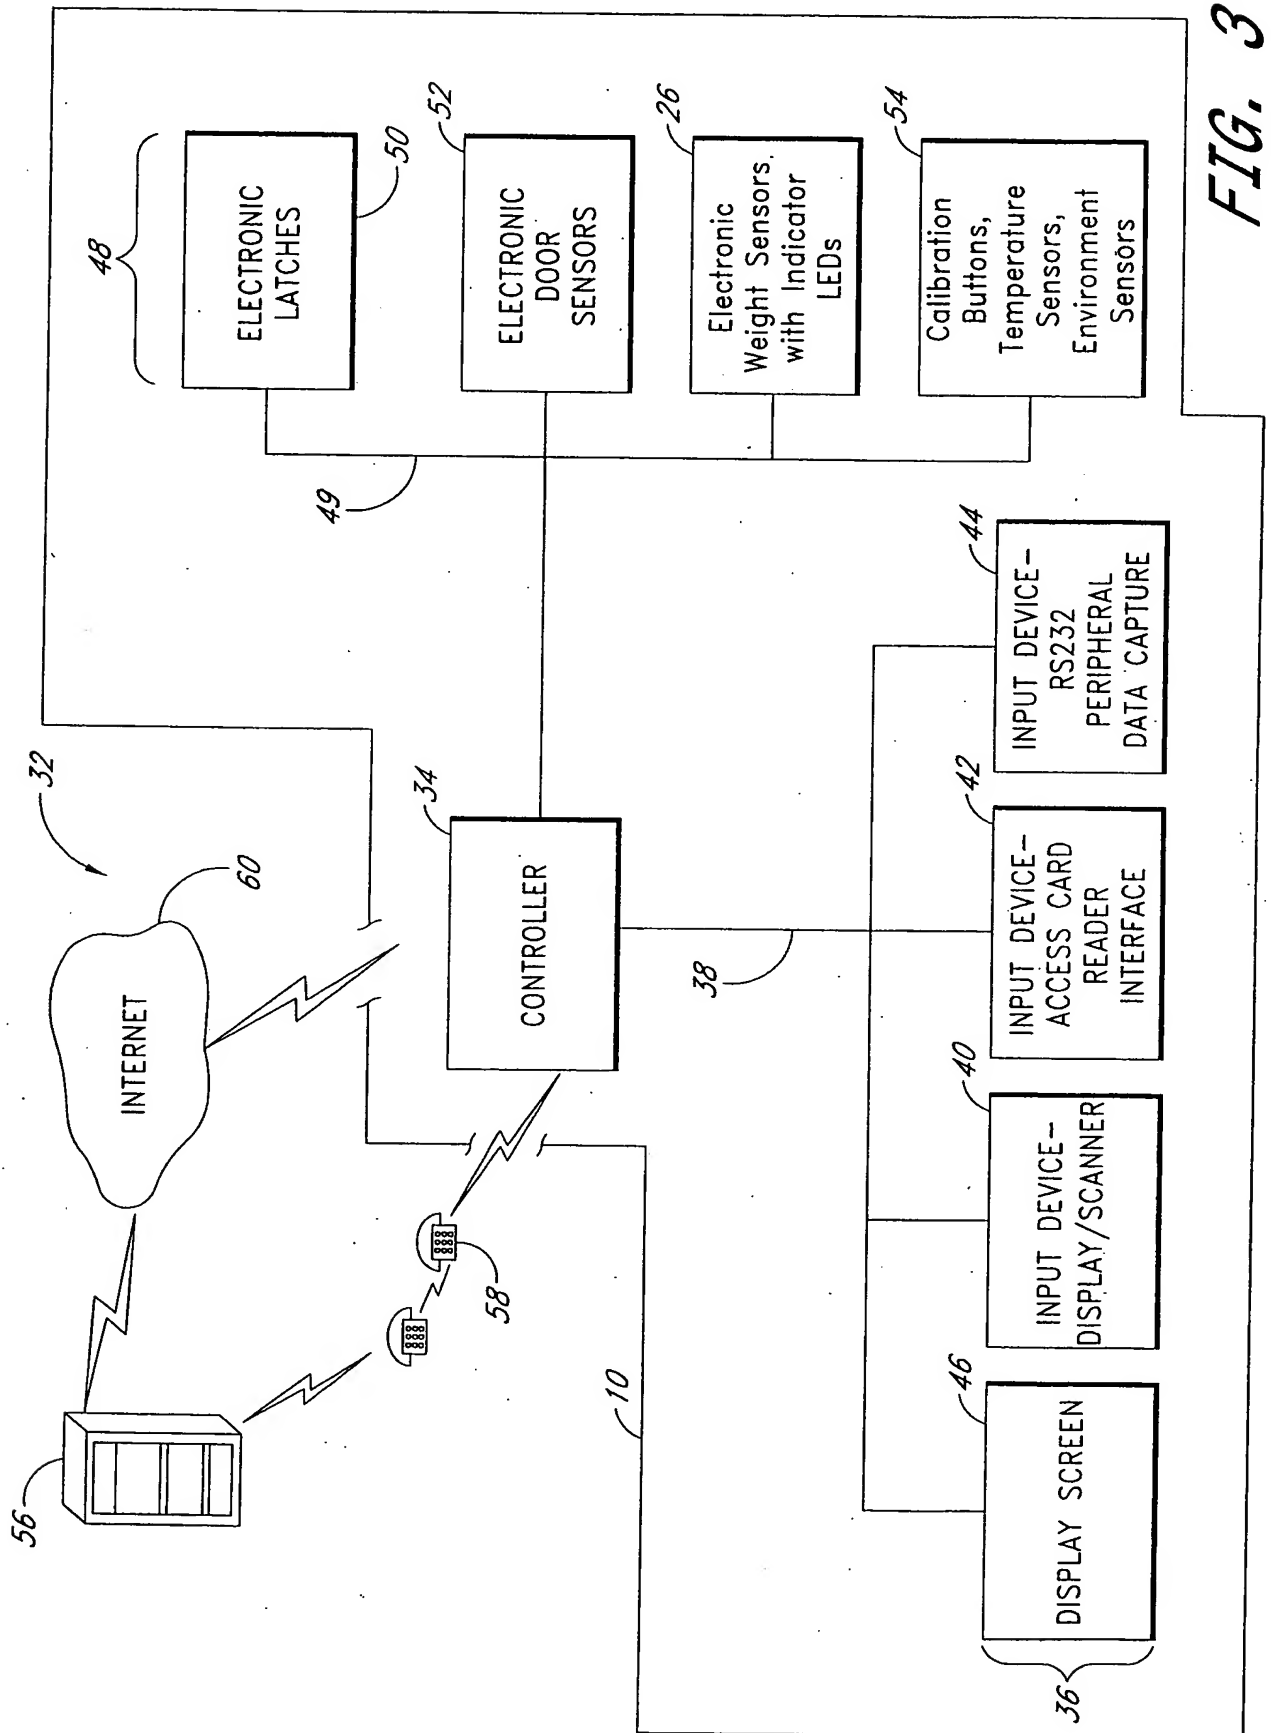 32
56
INTERNET
60
58
10
34
CONTROLLER
48
ELECTRONIC
LATCHES
50
49
52
ELECTRONIC
DOOR
SENSORS
26
Electronic
Weight Sensors,
with Indicator
LEDs
54
Calibration
Buttons,
Temperature
Sensors,
Environment
Sensors
38
36
46
DISPLAY SCREEN
40
INPUT DEVICE–
DISPLAY/SCANNER
42
INPUT DEVICE–
ACCESS CARD
READER
INTERFACE
44
INPUT DEVICE–
RS232
PERIPHERAL
DATA CAPTURE
FIG. 3